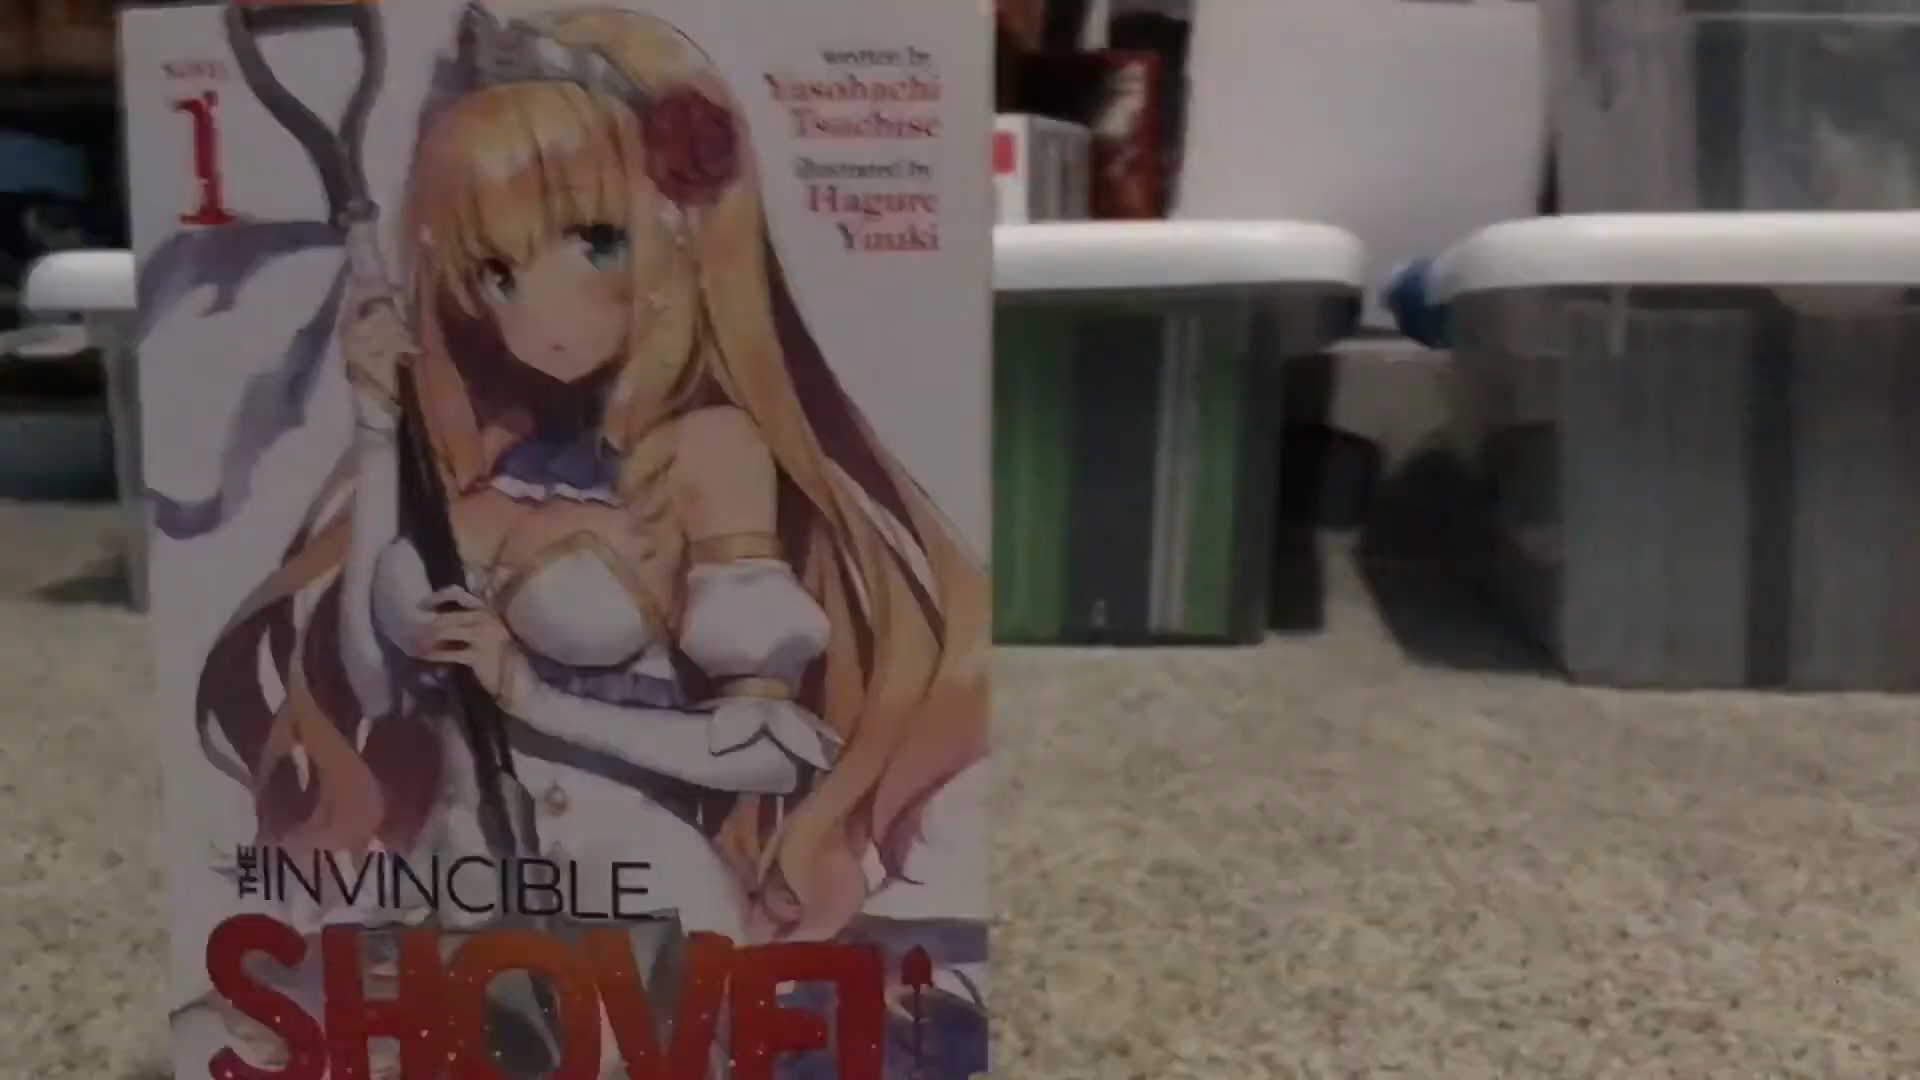 NOVEL
1
written by
Yasohachi
Tsuchise
illustrated by
Hagure
Yuuki
THE INVINCIBLE
SHOVEL